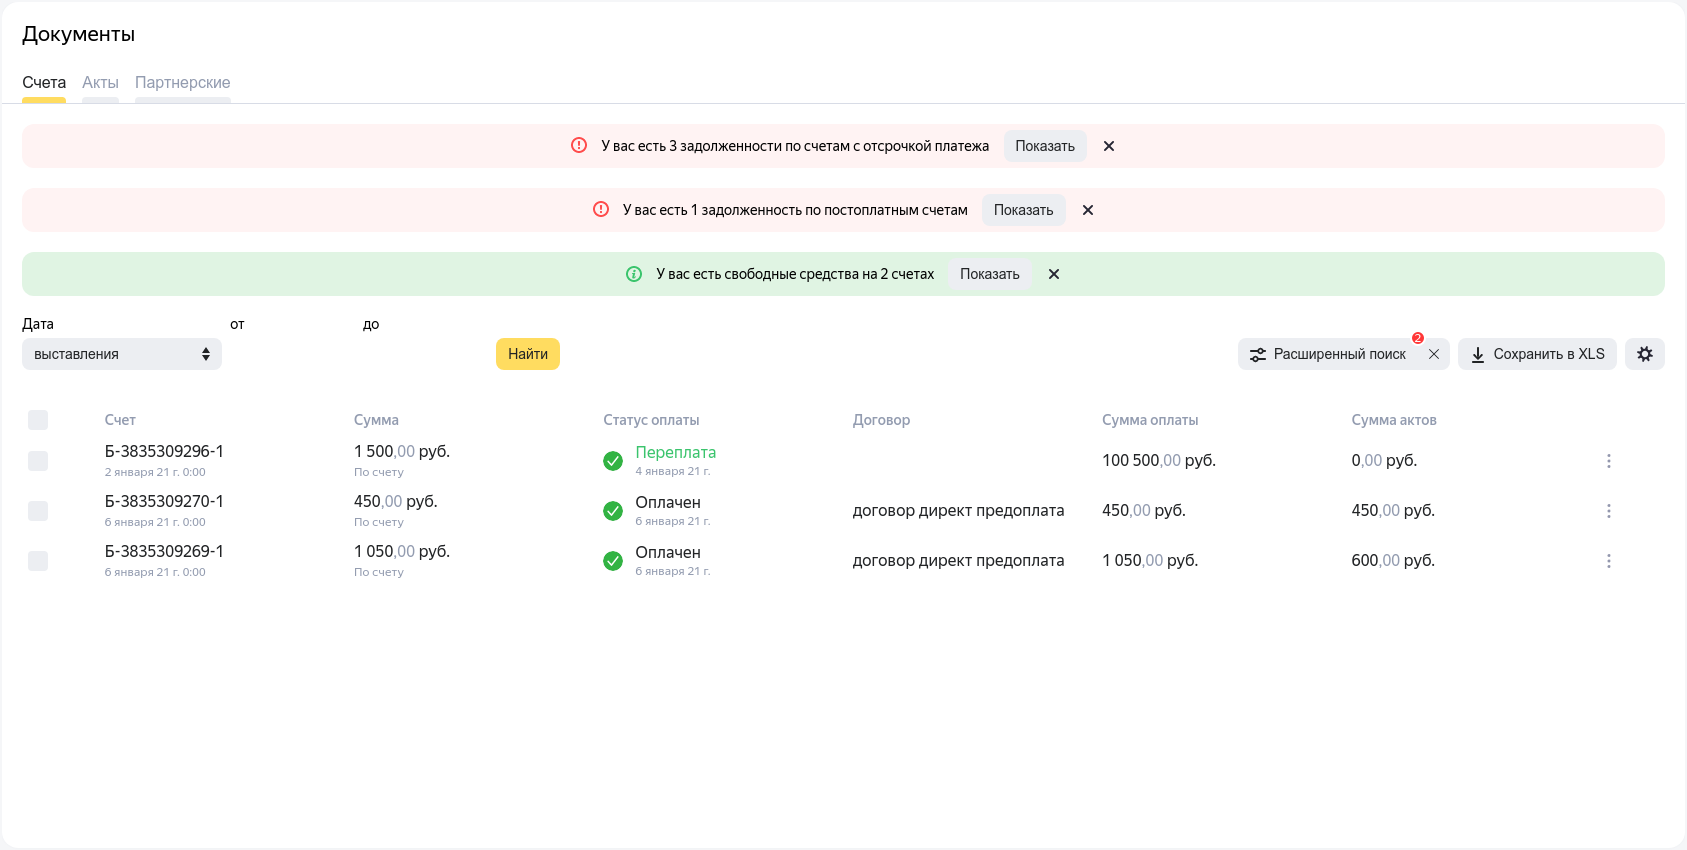 Документы
Счета Акты Партнерские
У вас есть 3 задолженности по счетам с отсрочкой платежа Показать
У вас есть 1 задолженность по постоплатным счетам Показать
У вас есть свободные средства на 2 счетах Показать
Дата от до
выставления Найти Расширенный поиск 2 Сохранить в XLS
Счет Сумма Статус оплаты Договор Сумма оплаты Сумма актов
Б-3835309296-1 1 500,00 руб. Переплата 100 500,00 руб. 0,00 руб.
2 января 21 г. 0:00 По счету 4 января 21 г.
Б-3835309270-1 450,00 руб. Оплачен договор директ предоплата 450,00 руб. 450,00 руб.
6 января 21 г. 0:00 По счету 6 января 21 г.
Б-3835309269-1 1 050,00 руб. Оплачен договор директ предоплата 1 050,00 руб. 600,00 руб.
6 января 21 г. 0:00 По счету 6 января 21 г.